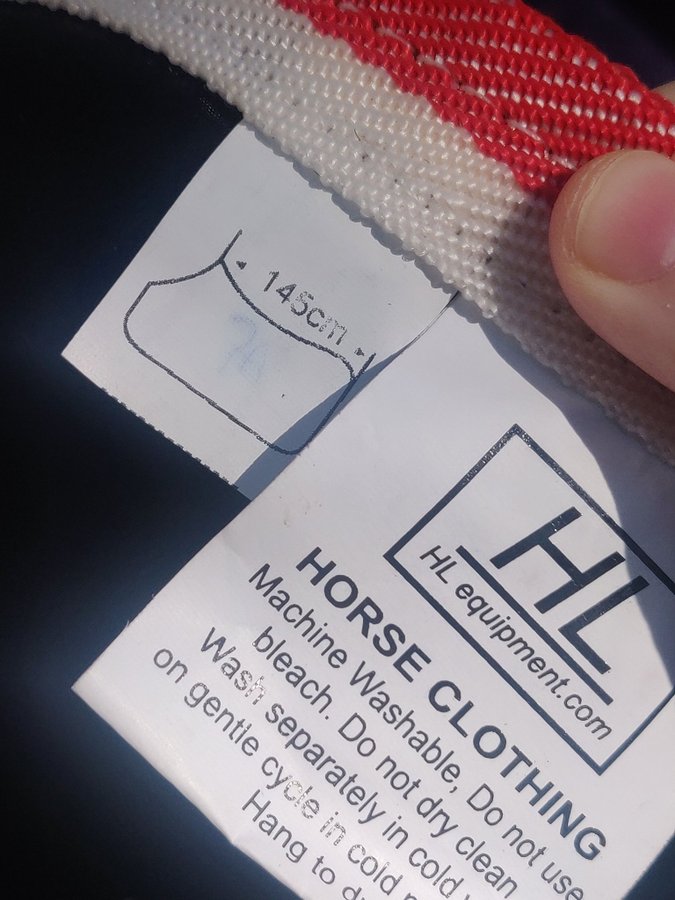 145cm
HL
HL equipment.com
HORSE CLOTHING
Machine Washable, Do not use
bleach. Do not dry clean
Wash separately in cold
on gentle cycle in cold
Hang to